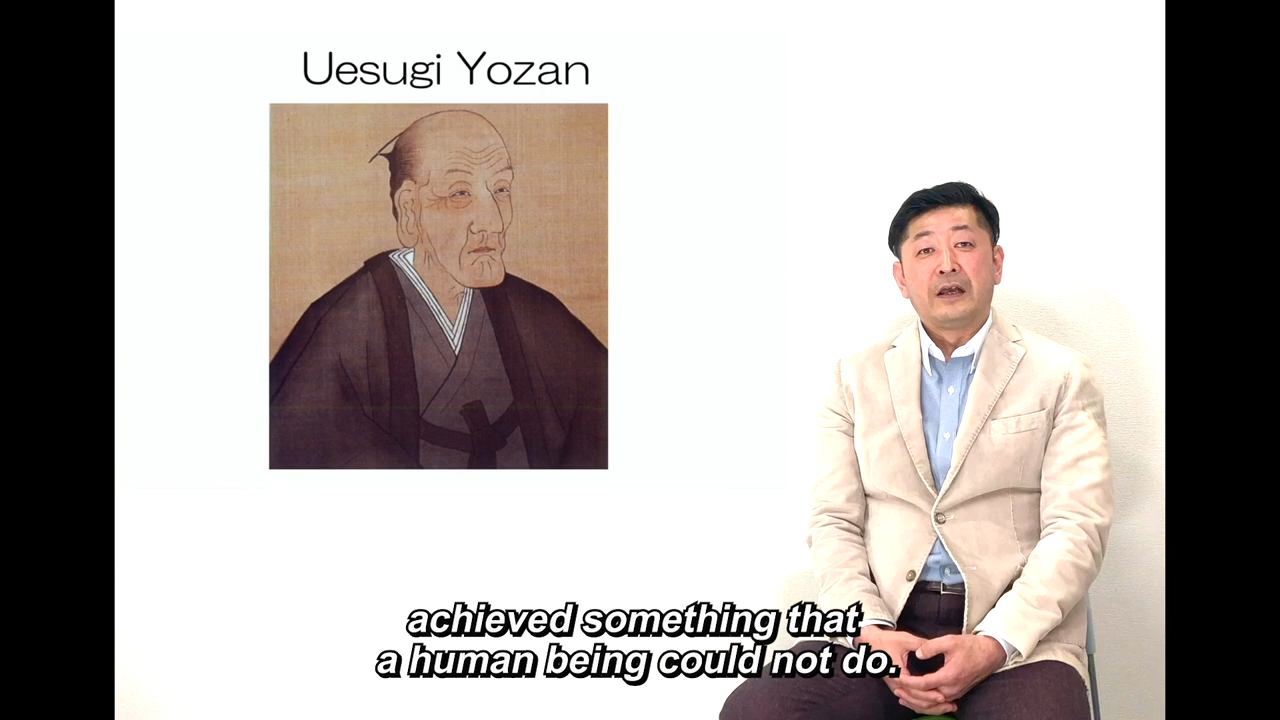 Uesugi Yozan
achieved something that
a human being could not do.